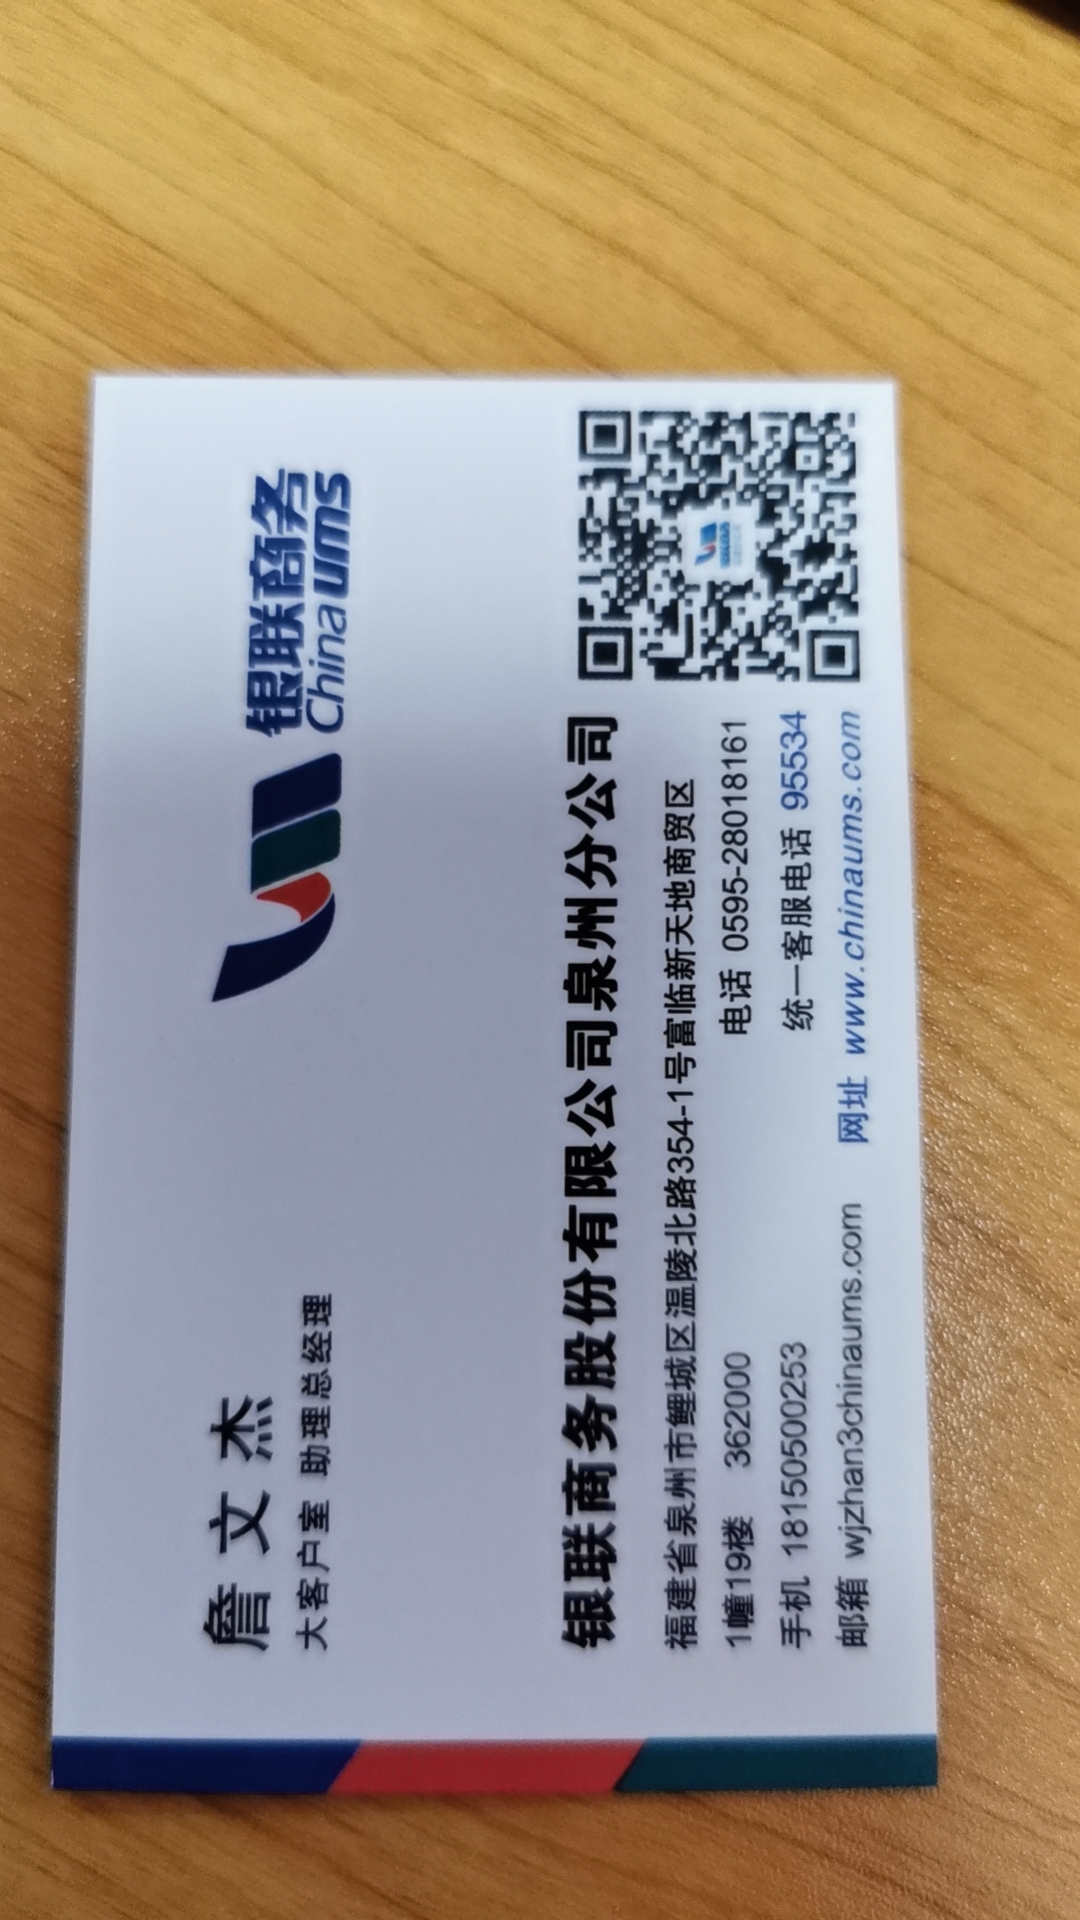 詹文杰
大客户室 助理总经理
银联商务
China ums
银联商务股份有限公司泉州分公司
福建省泉州市鲤城区温陵北路354-1号富临新天地商贸区
1幢19楼 362000 电话 0595-28018161
手机 18150500253 统一客服电话 95534
邮箱 wjzhan3chinaums.com 网址 www.chinaums.com